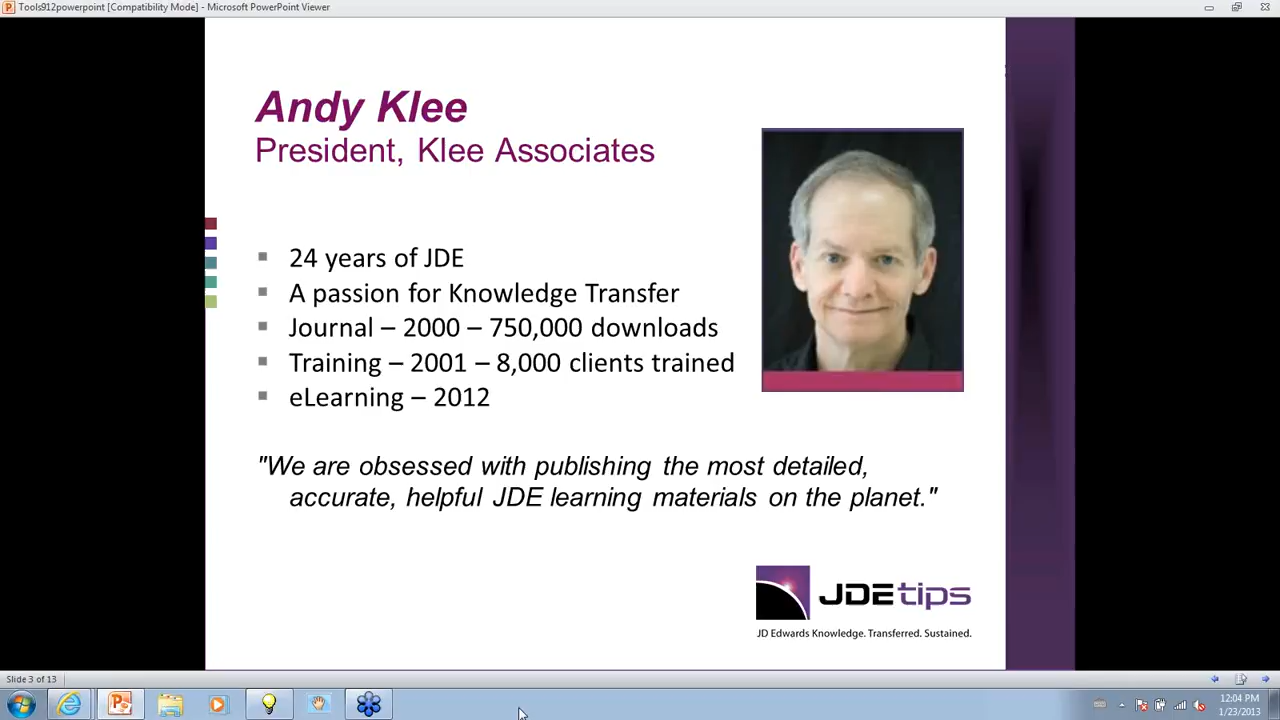 Tools912powerpoint [Compatibility Mode] - Microsoft PowerPoint Viewer
Andy Klee
President, Klee Associates
24 years of JDE
A passion for Knowledge Transfer
Journal – 2000 – 750,000 downloads
Training – 2001 – 8,000 clients trained
eLearning – 2012
"We are obsessed with publishing the most detailed,
accurate, helpful JDE learning materials on the planet."
JDEtips
JD Edwards Knowledge. Transferred. Sustained.
Slide 3 of 13
12:04 PM
1/23/2013